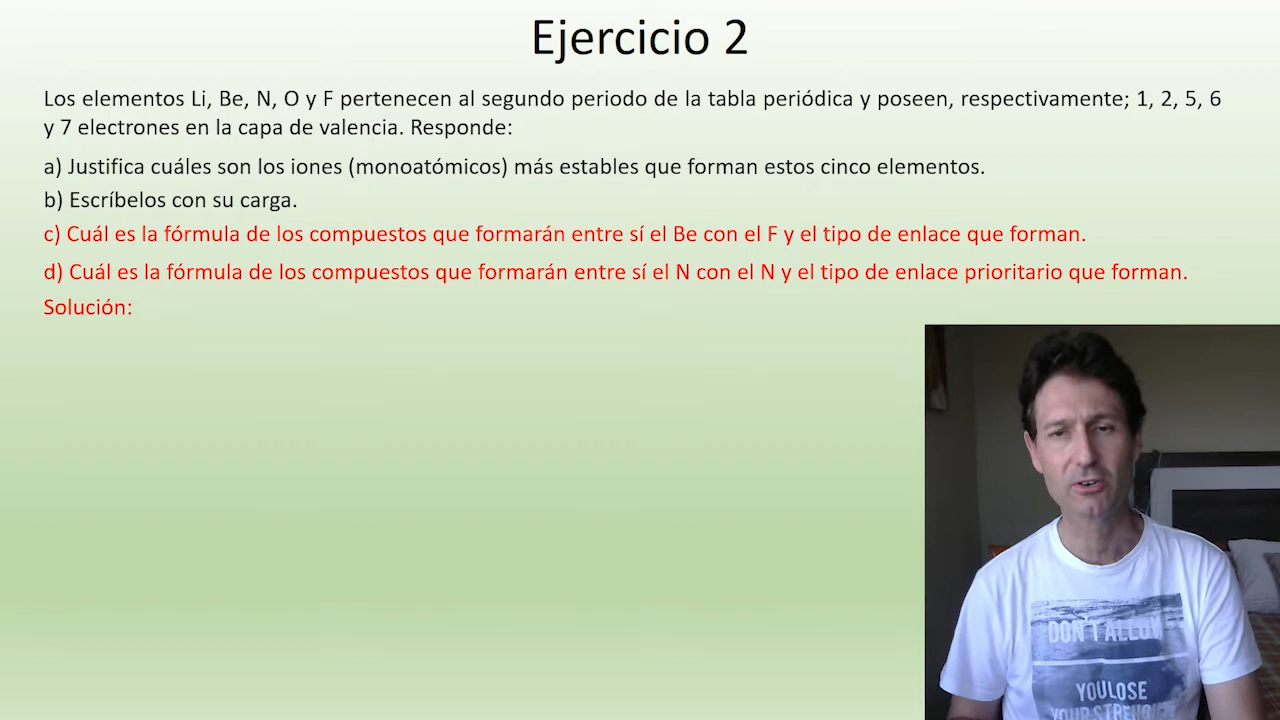 Ejercicio 2
Los elementos Li, Be, N, O y F pertenecen al segundo periodo de la tabla periódica y poseen, respectivamente; 1, 2, 5, 6
y 7 electrones en la capa de valencia. Responde:
a) Justifica cuáles son los iones (monoatómicos) más estables que forman estos cinco elementos.
b) Escríbelos con su carga.
c) Cuál es la fórmula de los compuestos que formarán entre sí el Be con el F y el tipo de enlace que forman.
d) Cuál es la fórmula de los compuestos que formarán entre sí el N con el N y el tipo de enlace prioritario que forman.
Solución:
DON'T ALLOW
YOU LOSE
YOUR STRENGH